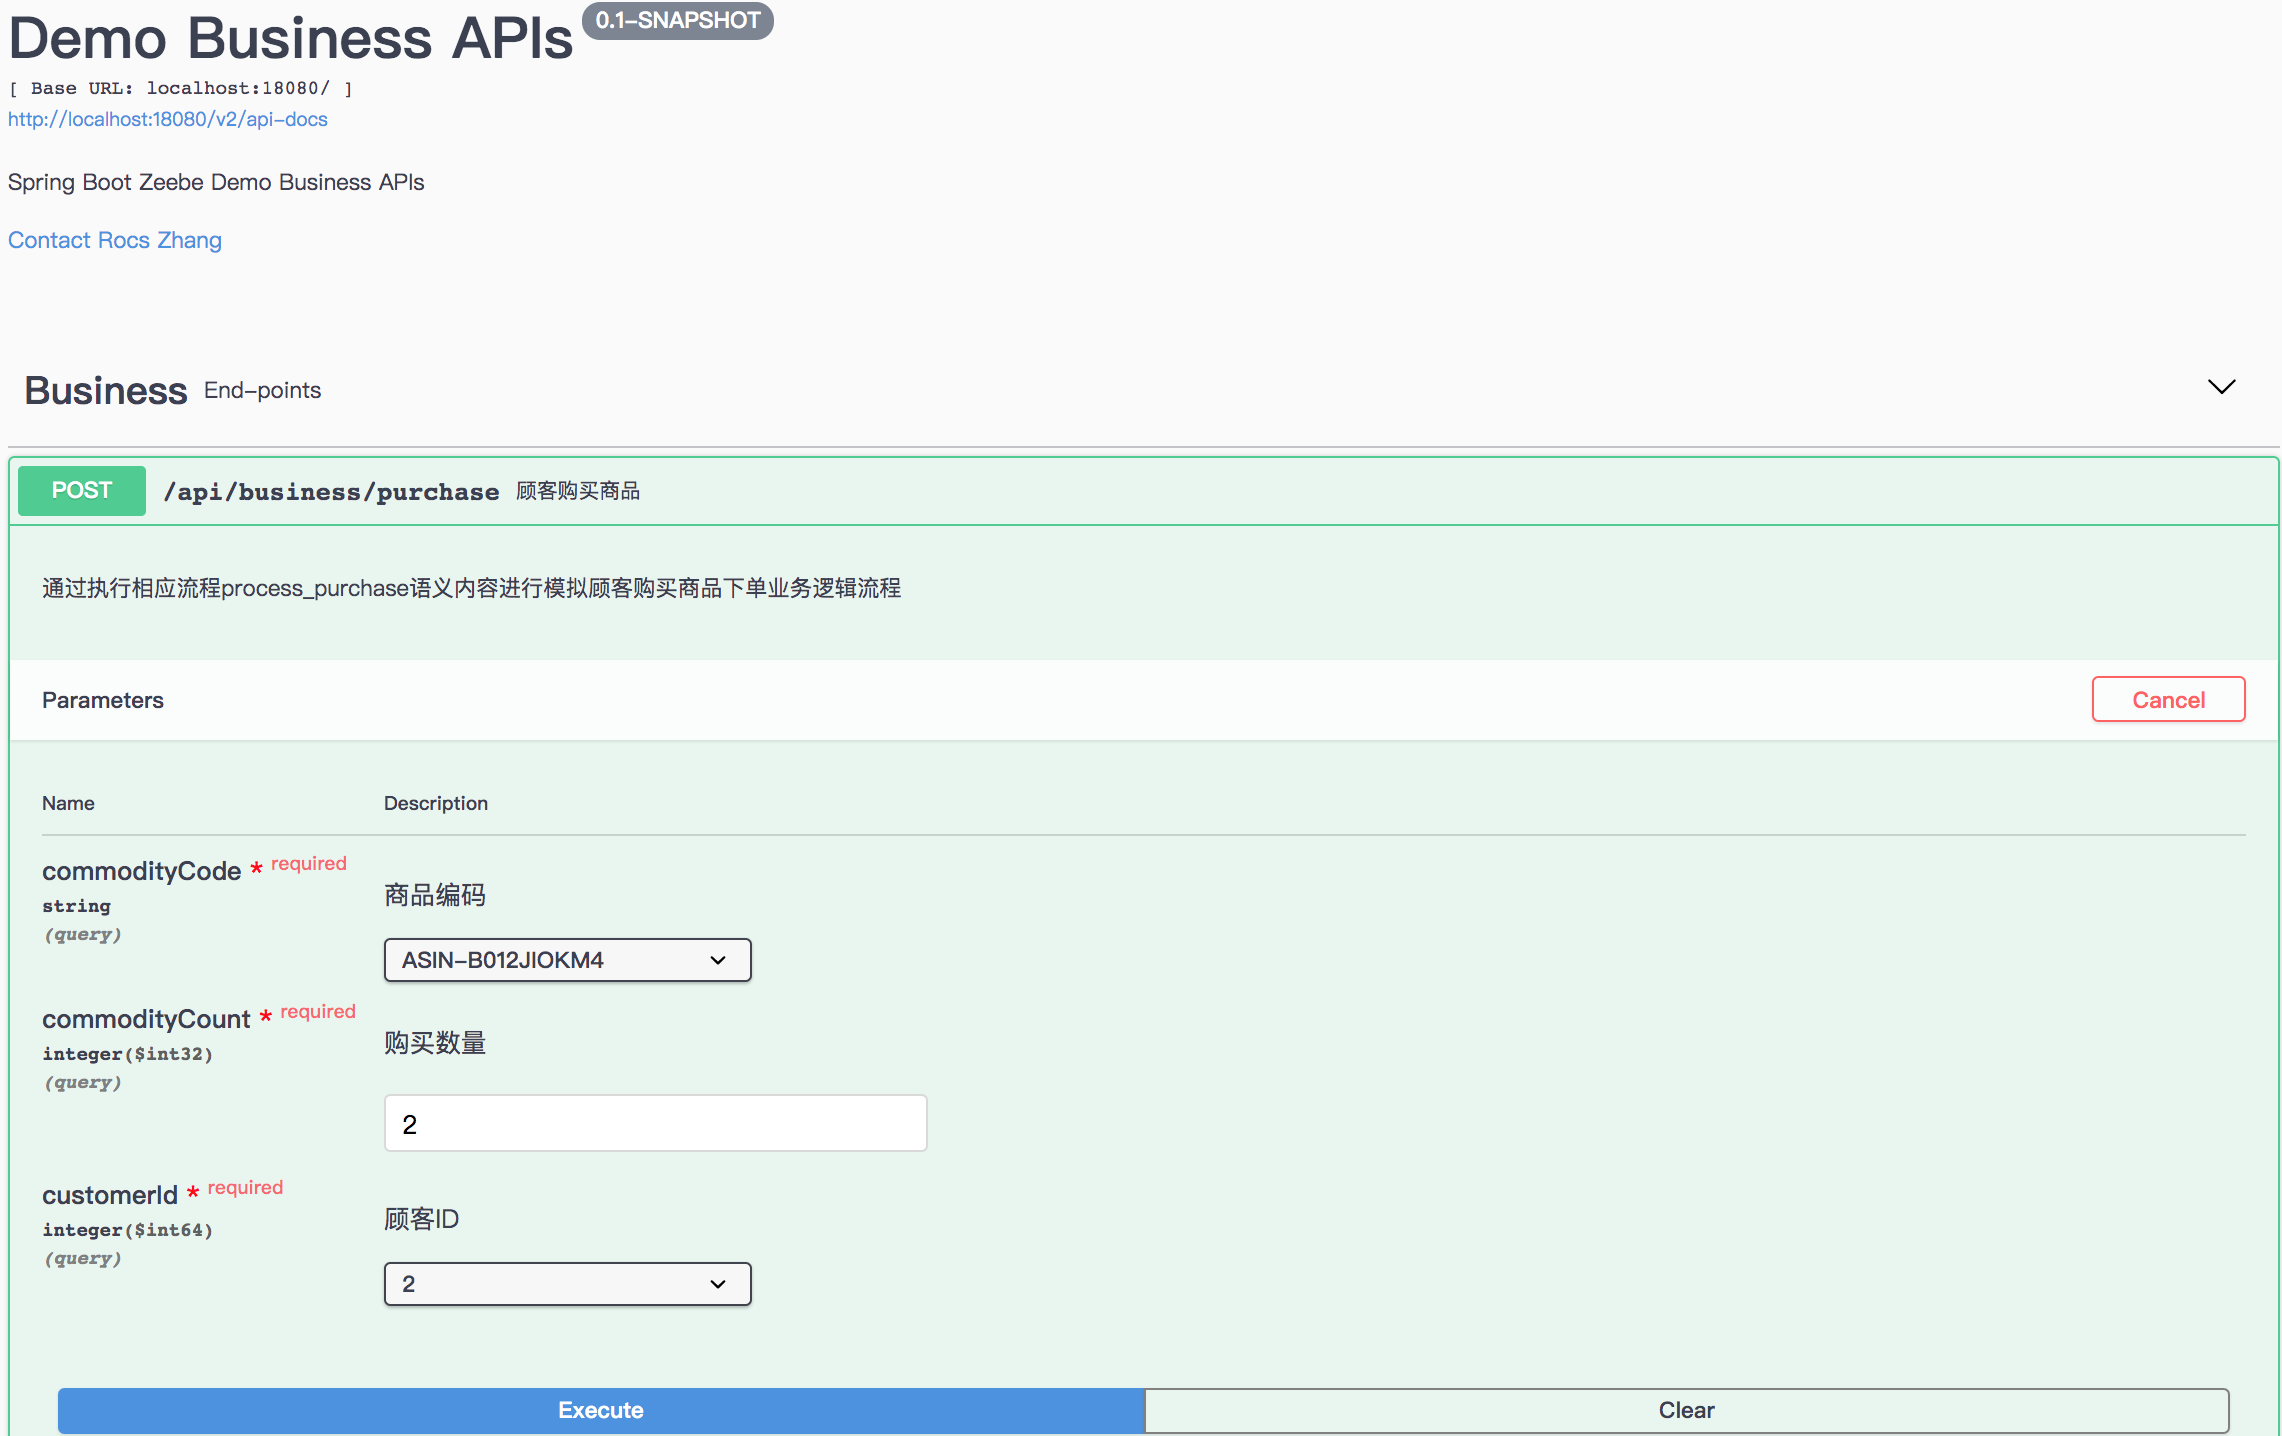 Demo Business APIs 0.1-SNAPSHOT
[ Base URL: localhost:18080/ ]
http://localhost:18080/v2/api-docs
Spring Boot Zeebe Demo Business APIs
Contact Rocs Zhang
Business End-points
POST /api/business/purchase 顾客购买商品
通过执行相应流程process_purchase语义内容进行模拟顾客购买商品下单业务逻辑流程
Parameters Cancel
Name Description
commodityCode * required
string
(query)
商品编码
ASIN-B012JIOKM4
commodityCount * required
integer($int32)
(query)
购买数量
2
customerId * required
integer($int64)
(query)
顾客ID
2
Execute Clear